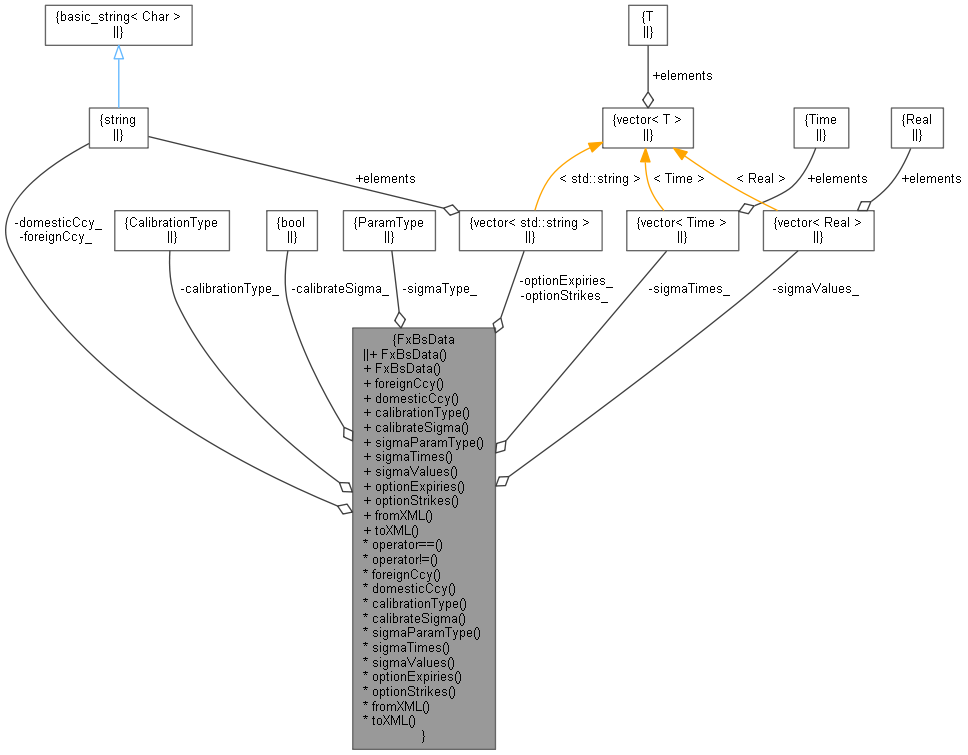 {basic_string< Char >
||}
{T
||}
+elements
{string
||}
{vector< T >
||}
{Time
||}
{Real
||}
+elements
< std::string >
< Time >
< Real >
+elements
+elements
-domesticCcy_
-foreignCcy_
{CalibrationType
||}
{bool
||}
{ParamType
||}
{vector< std::string >
||}
{vector< Time >
||}
{vector< Real >
||}
-calibrationType_
-calibrateSigma_
-sigmaType_
-optionExpiries_
-optionStrikes_
-sigmaTimes_
-sigmaValues_
{FxBsData
||+ FxBsData()
+ FxBsData()
+ foreignCcy()
+ domesticCcy()
+ calibrationType()
+ calibrateSigma()
+ sigmaParamType()
+ sigmaTimes()
+ sigmaValues()
+ optionExpiries()
+ optionStrikes()
+ fromXML()
+ toXML()
* operator==()
* operator!=()
* foreignCcy()
* domesticCcy()
* calibrationType()
* calibrateSigma()
* sigmaParamType()
* sigmaTimes()
* sigmaValues()
* optionExpiries()
* optionStrikes()
* fromXML()
* toXML()
}